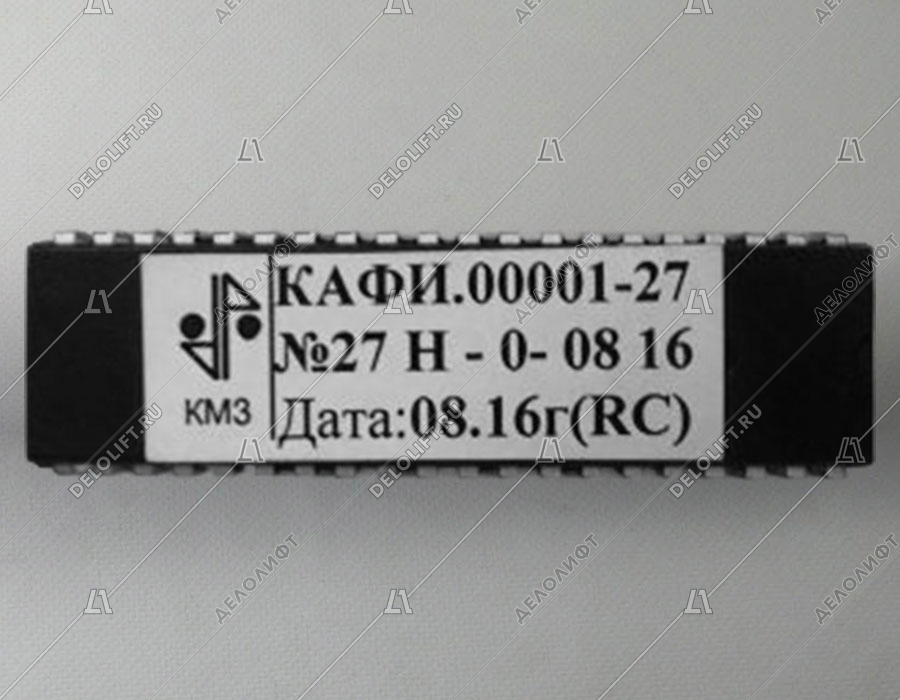 КАФИ.00001-27
№27 Н - 0- 08 16
Дата:08.16г(RC)
КМЗ
DELOLIFT.RU
ДЕЛОЛИФТ